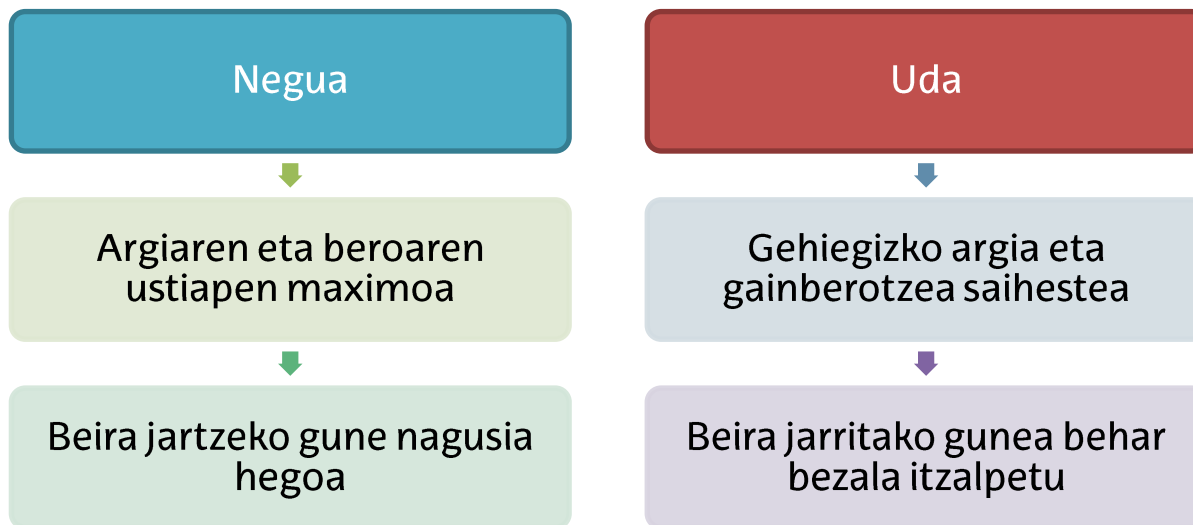 Negua
Argiaren eta beroaren
ustiapen maximoa
Beira jartzeko gune nagusia
hegoa
Uda
Gehiegizko argia eta
gainberotzea saihestea
Beira jarritako gunea behar
bezala itzalpetu